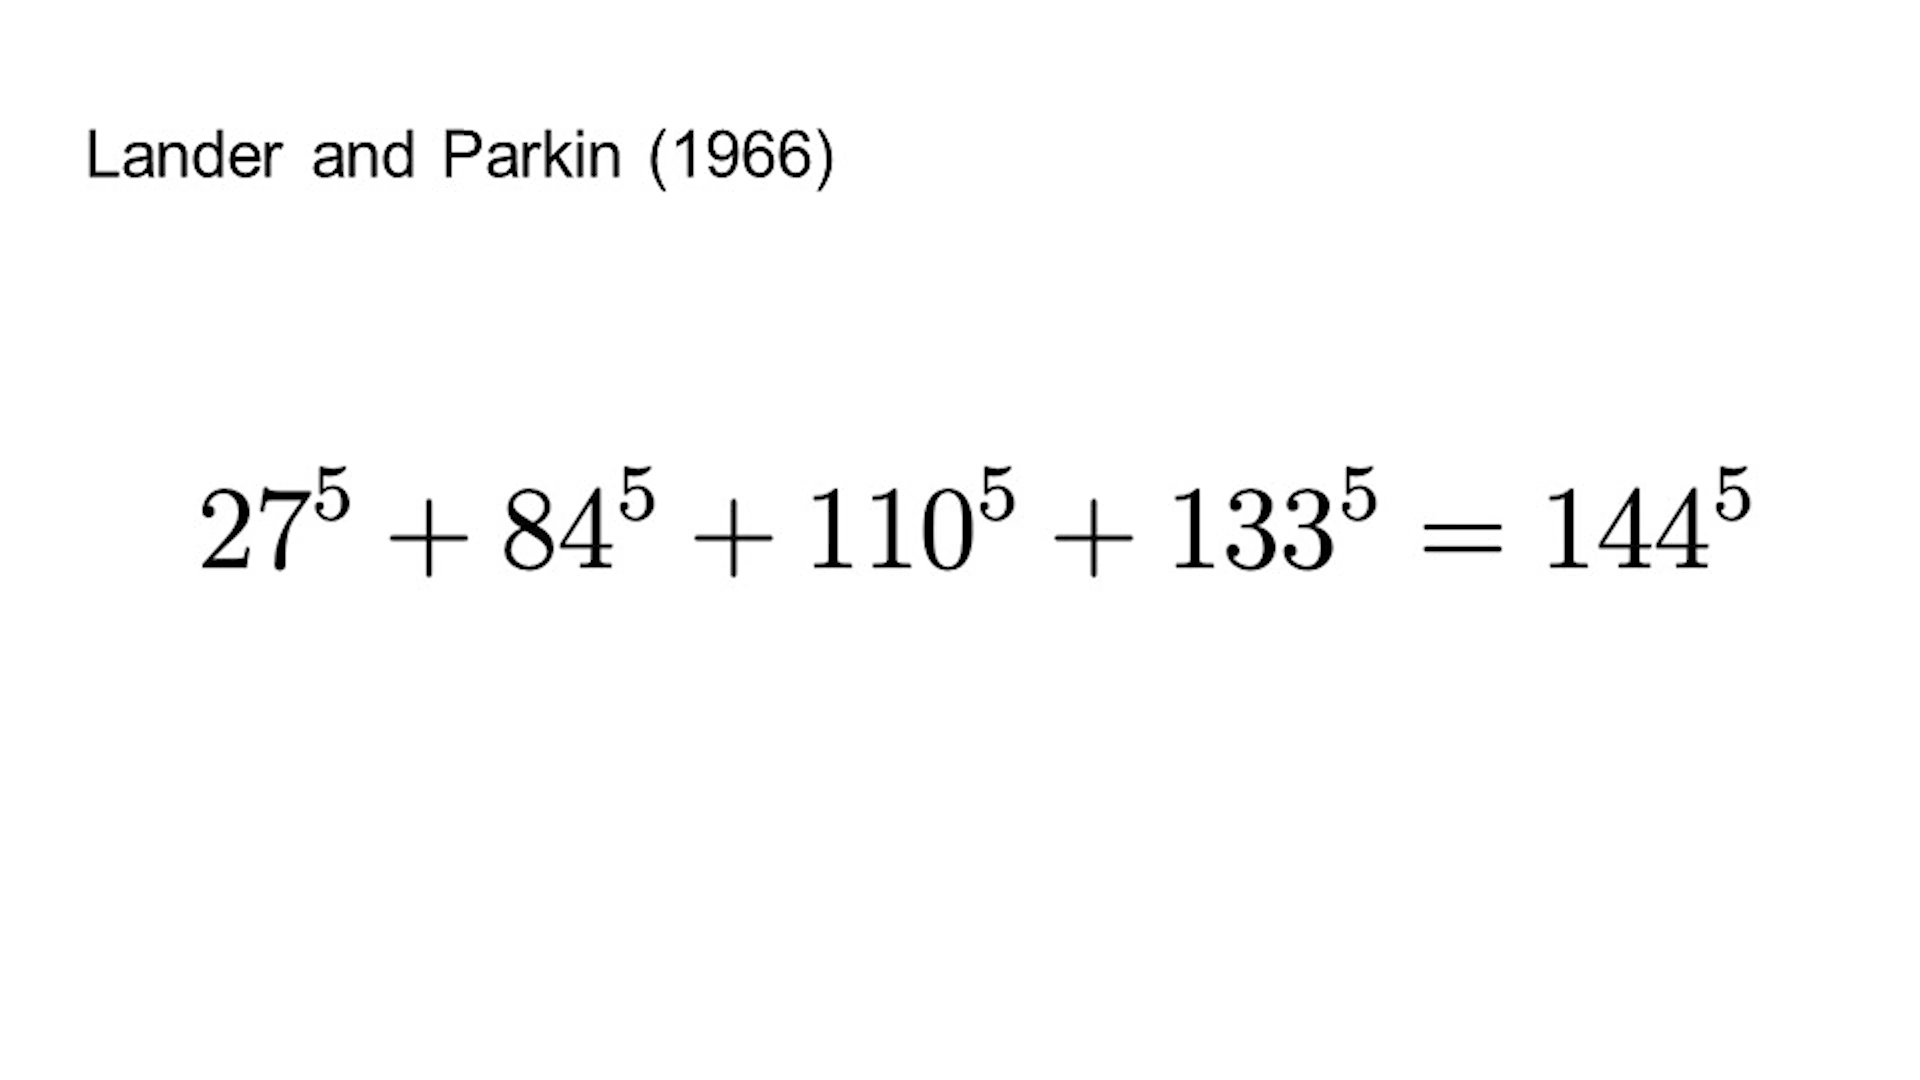 Lander and Parkin (1966)
27⁵ + 84⁵ + 110⁵ + 133⁵ = 144⁵